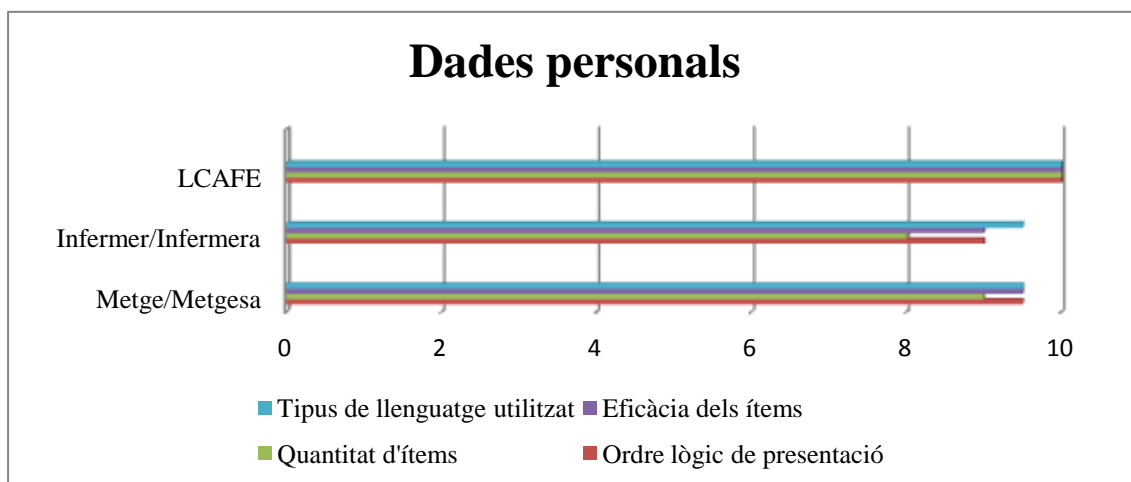 Dades personals
LCAFE
Infermer/Infermera
Metge/Metgesa
0 2 4 6 8 10
Tipus de llenguatge utilitzat Eficàcia dels ítems
Quantitat d'ítems Ordre lògic de presentació